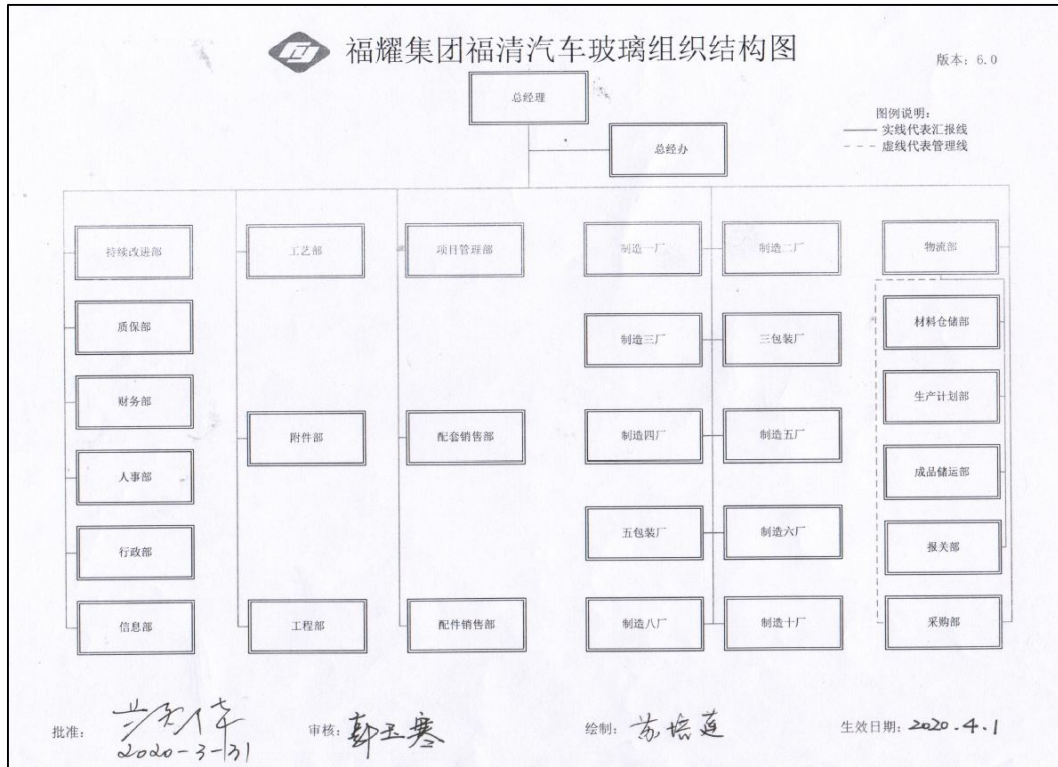 福耀集团福清汽车玻璃组织结构图
版本：6.0
总经理
图例说明：
实线代表汇报线
虚线代表管理线
总经办
持续改进部
工艺部
项目管理部
制造一厂
制造二厂
物流部
质保部
制造三厂
三包装厂
材料仓储部
财务部
附件部
配套销售部
制造四厂
制造五厂
生产计划部
人事部
成品储运部
行政部
五包装厂
制造六厂
报关部
信息部
工程部
配件销售部
制造八厂
制造十厂
采购部
批准：
2020-3-31
审核：彭玉寒
绘制：苏培莲
生效日期：2020.4.1